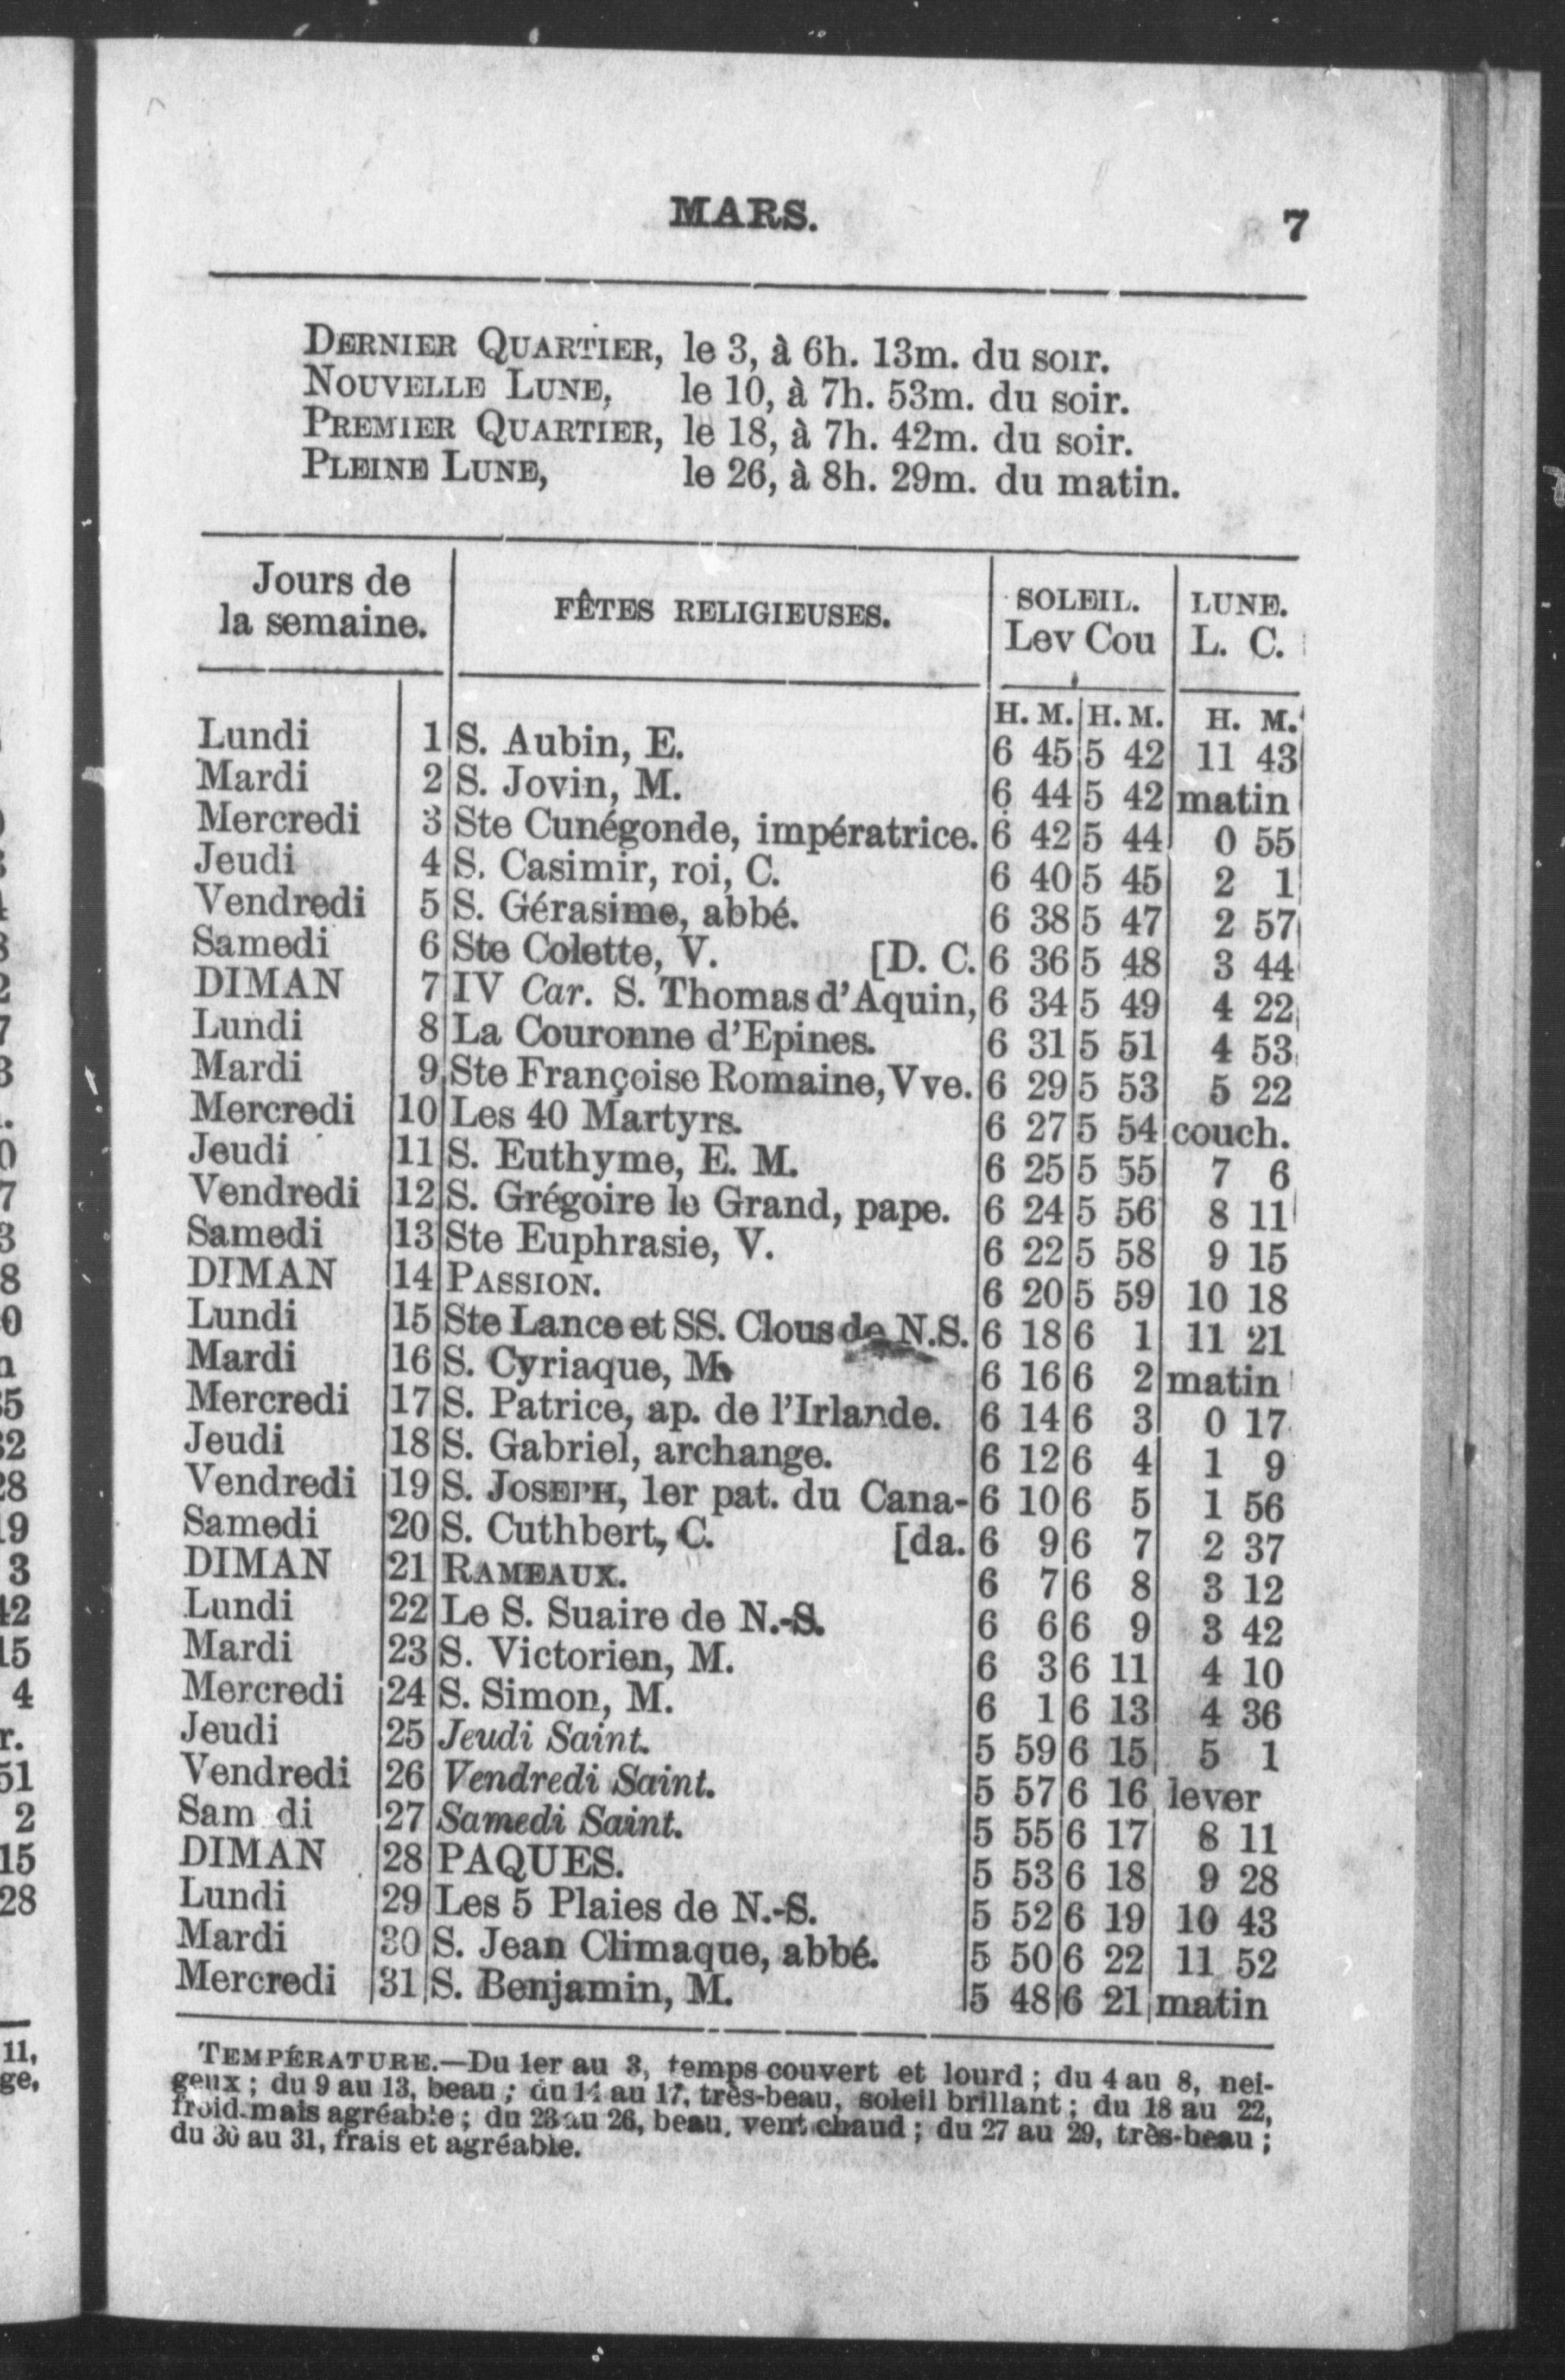 MARS. 7
DERNIER QUARTIER, le 3, à 6h. 13m. du soir.
NOUVELLE LUNE, le 10, à 7h. 53m. du soir.
PREMIER QUARTIER, le 18, à 7h. 42m. du soir.
PLEINE LUNE, le 26, à 8h. 29m. du matin.
Jours de la semaine. FÊTES RELIGIEUSES. SOLEIL. Lev Cou LUNE. L. C.
H. M. H. M. H. M.
Lundi 1 S. Aubin, E. 6 45 5 42 11 43
Mardi 2 S. Jovin, M. 6 44 5 42 matin
Mercredi 3 Ste Cunégonde, impératrice. 6 42 5 44 0 55
Jeudi 4 S. Casimir, roi, C. 6 40 5 45 2 1
Vendredi 5 S. Gérasime, abbé. 6 38 5 47 2 57
Samedi 6 Ste Colette, V. [D. C. 6 36 5 48 3 44
DIMAN 7 IV Car. S. Thomas d'Aquin, 6 34 5 49 4 22
Lundi 8 La Couronne d'Epines. 6 31 5 51 4 53
Mardi 9 Ste Françoise Romaine, Vve. 6 29 5 53 5 22
Mercredi 10 Les 40 Martyrs. 6 27 5 54 couch.
Jeudi 11 S. Euthyme, E. M. 6 25 5 55 7 6
Vendredi 12 S. Grégoire le Grand, pape. 6 24 5 56 8 11
Samedi 13 Ste Euphrasie, V. 6 22 5 58 9 15
DIMAN 14 PASSION. 6 20 5 59 10 18
Lundi 15 Ste Lance et SS. Clous de N.S. 6 18 6 1 11 21
Mardi 16 S. Cyriaque, M. 6 16 6 2 matin
Mercredi 17 S. Patrice, ap. de l'Irlande. 6 14 6 3 0 17
Jeudi 18 S. Gabriel, archange. 6 12 6 4 1 9
Vendredi 19 S. JOSEPH, 1er pat. du Cana- 6 10 6 5 1 56
Samedi 20 S. Cuthbert, C. [da. 6 9 6 7 2 37
DIMAN 21 RAMEAUX. 6 7 6 8 3 12
Lundi 22 Le S. Suaire de N.-S. 6 6 6 9 3 42
Mardi 23 S. Victorien, M. 6 3 6 11 4 10
Mercredi 24 S. Simon, M. 6 1 6 13 4 36
Jeudi 25 Jeudi Saint. 5 59 6 15 5 1
Vendredi 26 Vendredi Saint. 5 57 6 16 lever
Sam di 27 Samedi Saint. 5 55 6 17 8 11
DIMAN 28 PAQUES. 5 53 6 18 9 28
Lundi 29 Les 5 Plaies de N.-S. 5 52 6 19 10 43
Mardi 30 S. Jean Climaque, abbé. 5 50 6 22 11 52
Mercredi 31 S. Benjamin, M. 5 48 6 21 matin
TEMPÉRATURE.—Du 1er au 3, temps couvert et lourd ; du 4 au 8, nei-
geux ; du 9 au 13, beau ; du 14 au 17, très-beau, soleil brillant ; du 18 au 22,
froid mais agréable ; du 23 au 26, beau, vent chaud ; du 27 au 29, très-beau ;
du 30 au 31, frais et agréable.